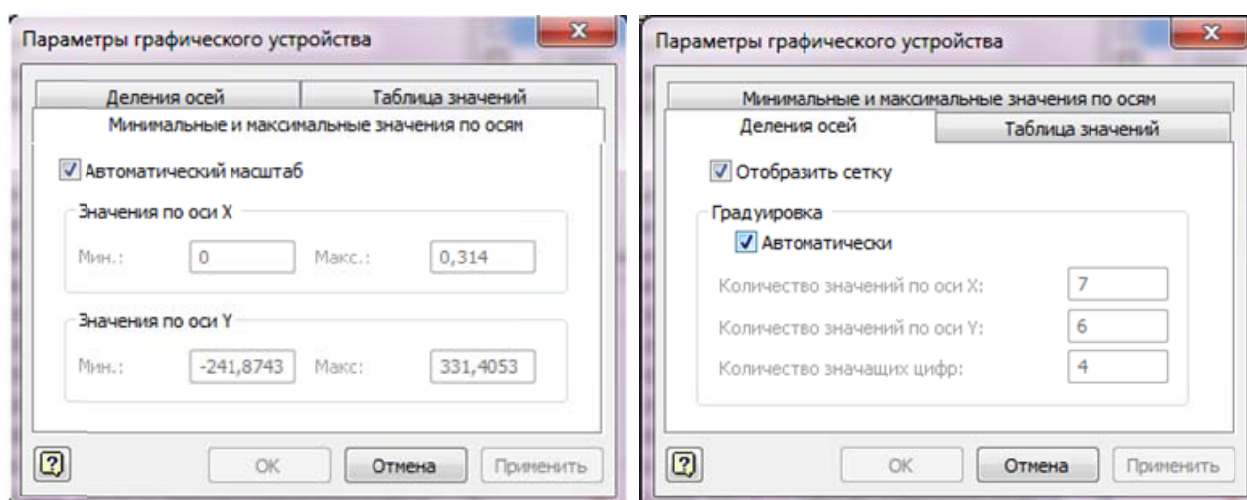 Параметры графического устройства
Деления осей Таблица значений
Минимальные и максимальные значения по осям
Автоматический масштаб
Значения по оси X
Мин.: 0 Макс.: 0,314
Значения по оси Y
Мин.: -241,8743 Макс: 331,4053
OK Отмена Применить
Параметры графического устройства
Минимальные и максимальные значения по осям
Деления осей Таблица значений
Отобразить сетку
Градуировка
Автоматически
Количество значений по оси X: 7
Количество значений по оси Y: 6
Количество значащих цифр: 4
OK Отмена Применить